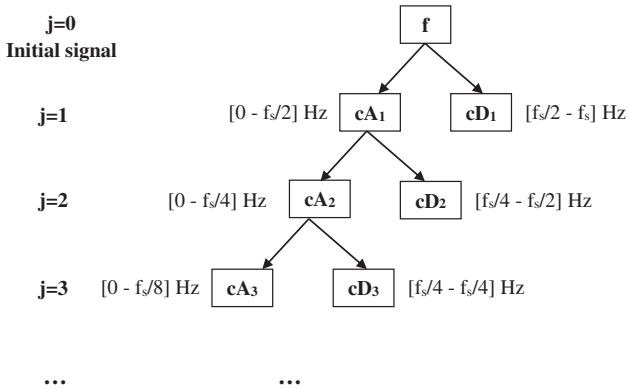 j=0
Initial signal
f
j=1
[0 - fₛ/2] Hz
cA₁
cD₁
[fₛ/2 - fₛ] Hz
j=2
[0 - fₛ/4] Hz
cA₂
cD₂
[fₛ/4 - fₛ/2] Hz
j=3
[0 - fₛ/8] Hz
cA₃
cD₃
[fₛ/4 - fₛ/4] Hz
...
...